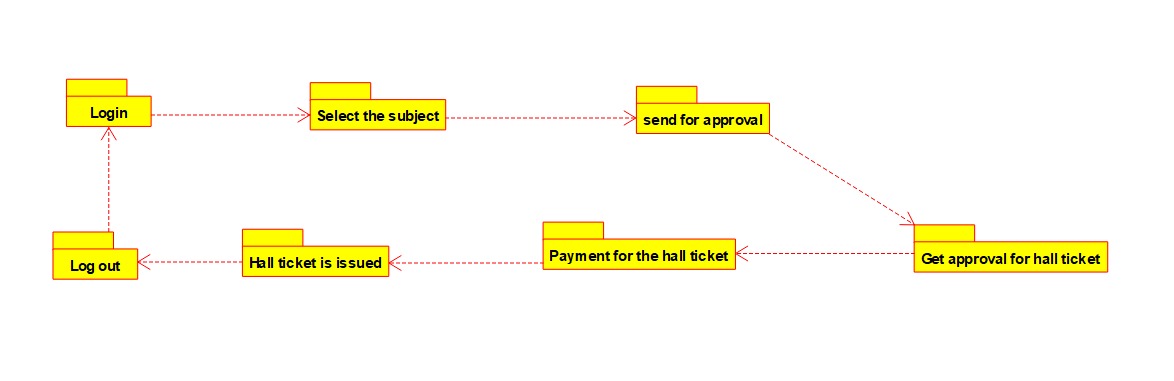 Login
Select the subject
send for approval
Get approval for hall ticket
Payment for the hall ticket
Hall ticket is issued
Log out